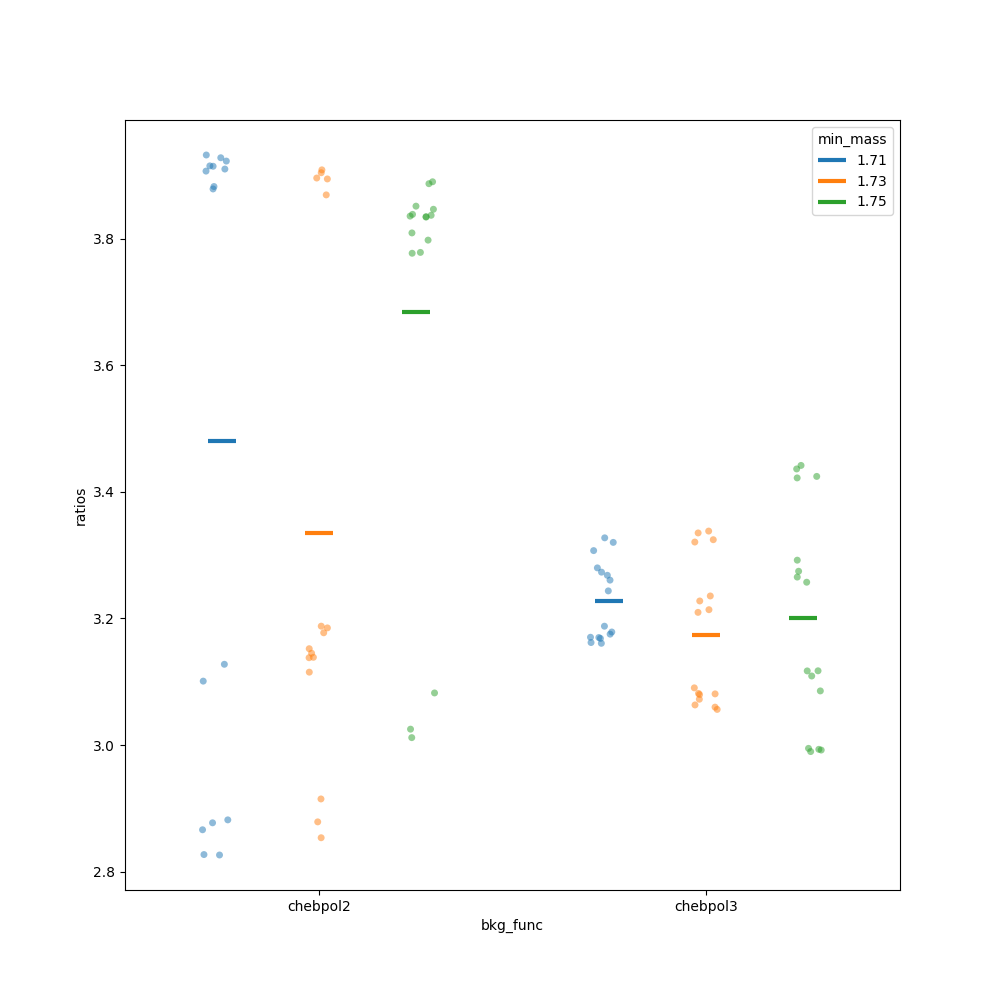 min_mass
1.71
1.73
1.75
3.8
3.6
3.4
3.2
3.0
2.8
ratios
chebpol2
chebpol3
bkg_func